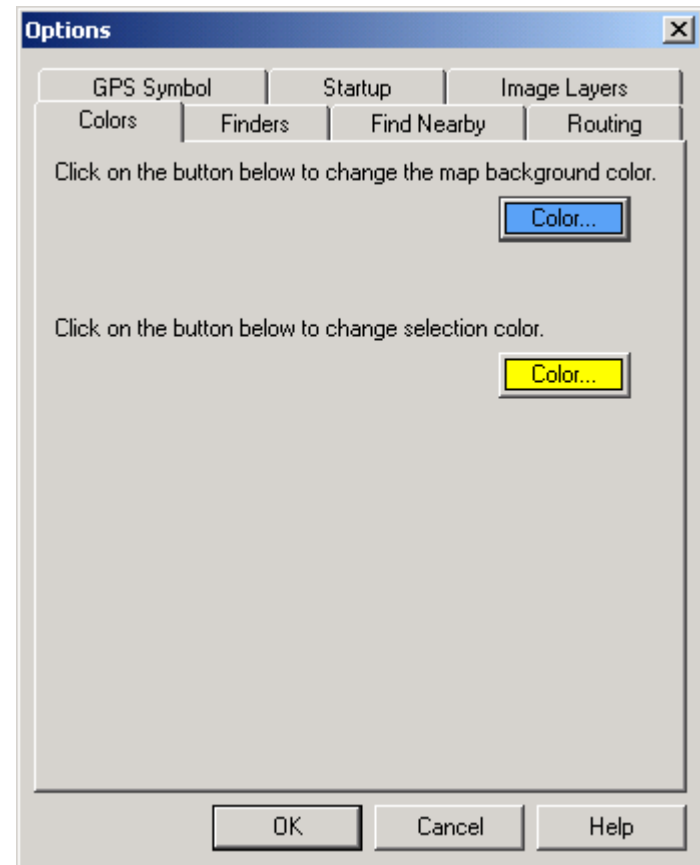 Options
GPS Symbol Startup Image Layers
Colors Finders Find Nearby Routing
Click on the button below to change the map background color.
Color...
Click on the button below to change selection color.
Color...
OK Cancel Help